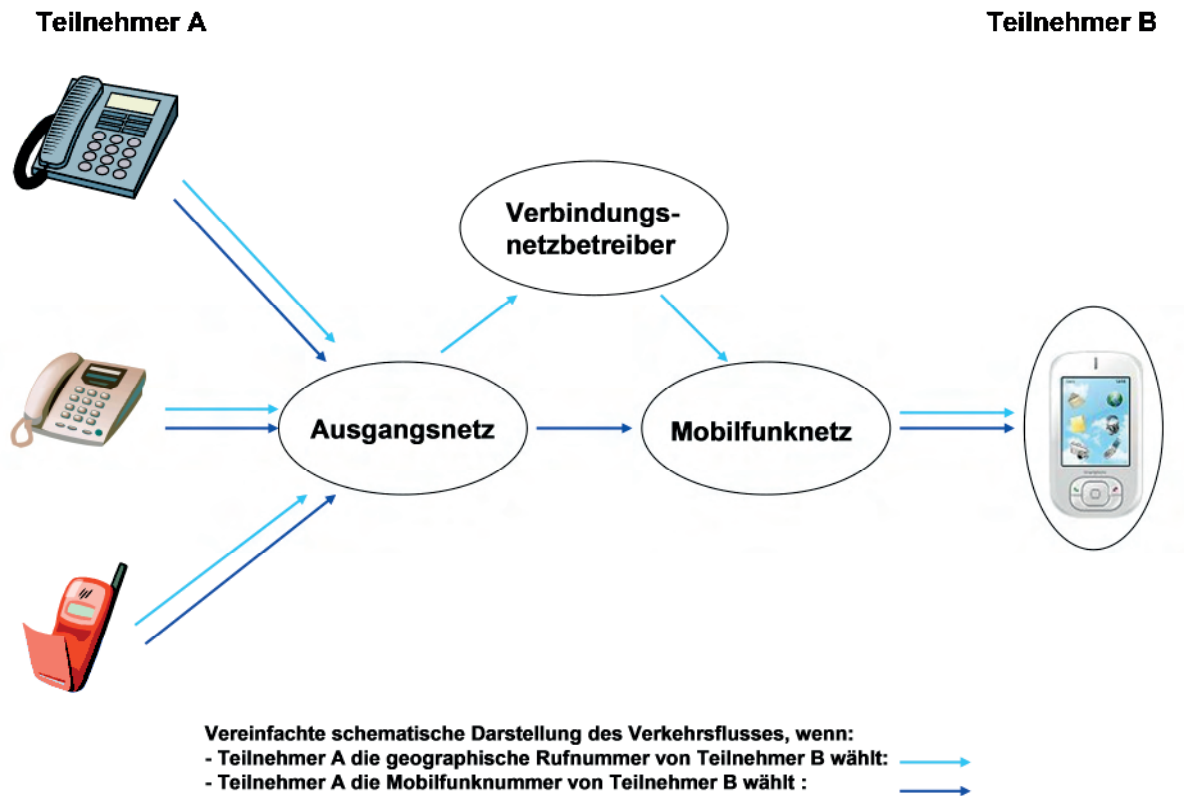 Teilnehmer A
Teilnehmer B
Verbindungs-
netzbetreiber
Ausgangsnetz
Mobilfunknetz
Vereinfachte schematische Darstellung des Verkehrsflusses, wenn:
- Teilnehmer A die geographische Rufnummer von Teilnehmer B wählt:
- Teilnehmer A die Mobilfunknummer von Teilnehmer B wählt :